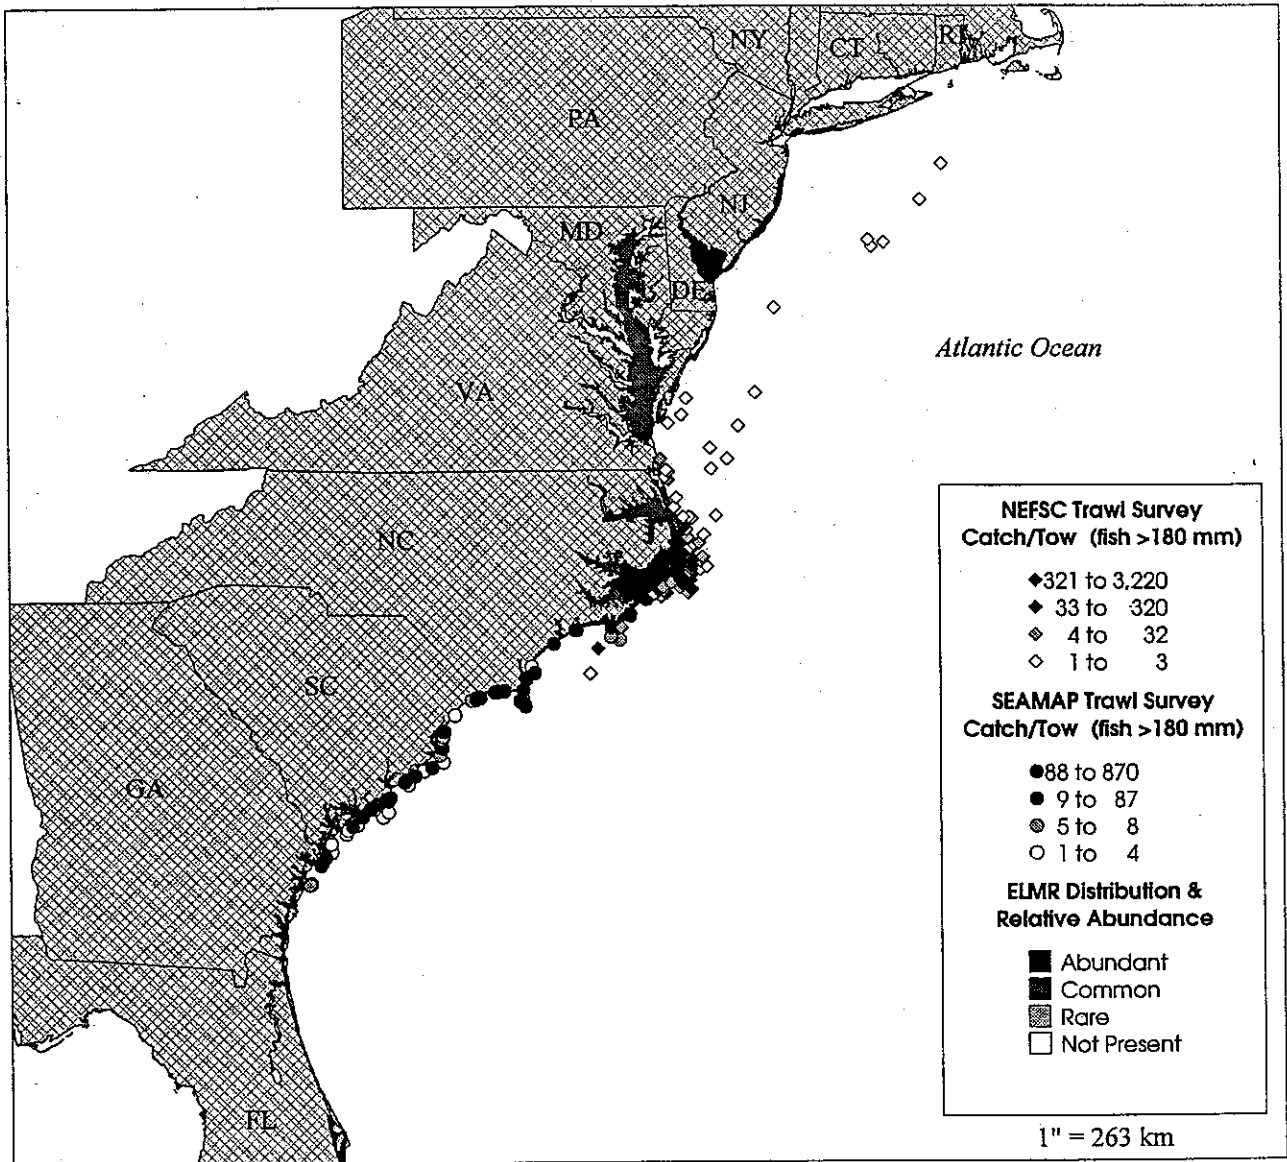 NY
CT
RI
PA
NJ
MD
DE
Atlantic Ocean
VA
NC
SC
GA
FL
NEFSC Trawl Survey
Catch/Tow (fish >180 mm)
321 to 3,220
33 to 320
4 to 32
1 to 3
SEAMAP Trawl Survey
Catch/Tow (fish >180 mm)
88 to 870
9 to 87
5 to 8
1 to 4
ELMR Distribution &
Relative Abundance
Abundant
Common
Rare
Not Present
1" = 263 km